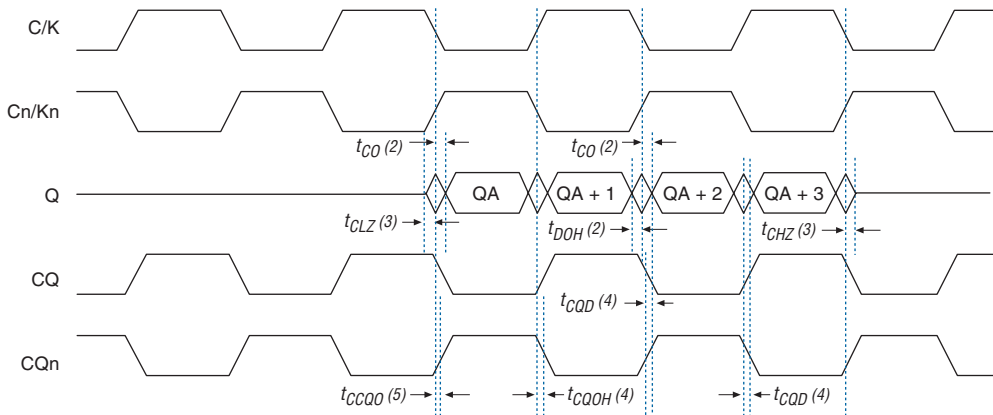 C/K
Cn/Kn
tCO (2) tCO (2)
Q QA QA + 1 QA + 2 QA + 3
tCLZ (3) tDOH (2) tCHZ (3)
CQ
tCQD (4)
CQn
tCCQO (5) tCQOH (4) tCQD (4)